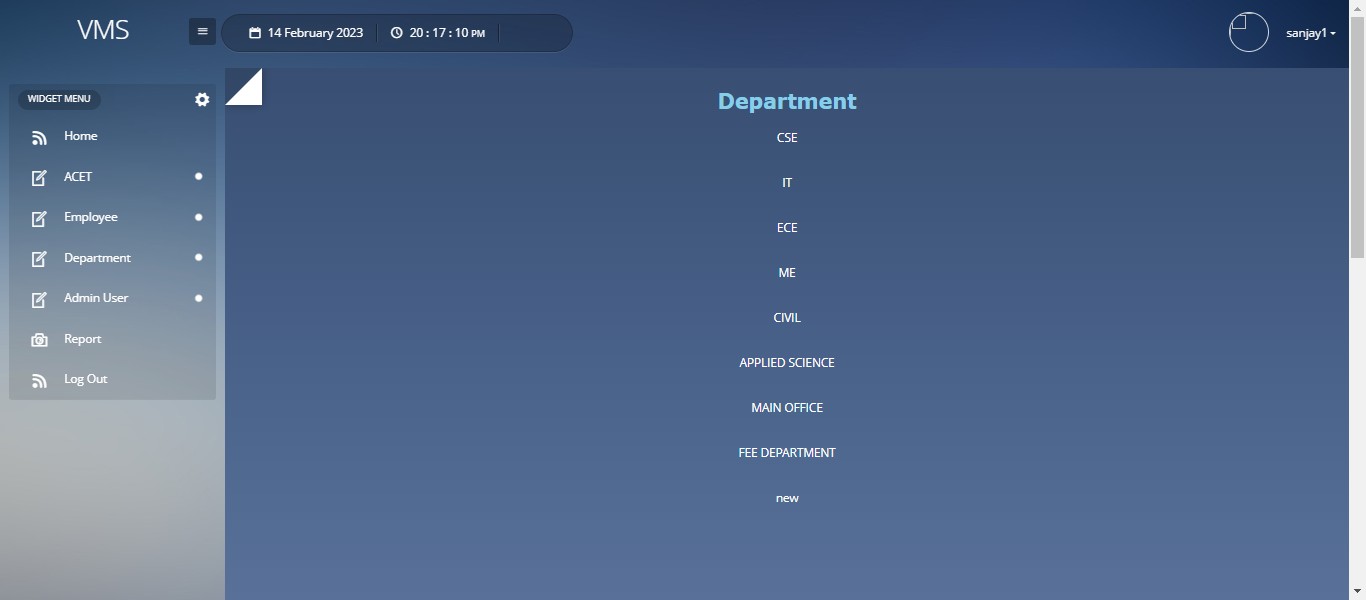 VMS
14 February 2023 20 : 17 : 10 PM
sanjay1
WIDGET MENU
Home
ACET
Employee
Department
Admin User
Report
Log Out
Department
CSE
IT
ECE
ME
CIVIL
APPLIED SCIENCE
MAIN OFFICE
FEE DEPARTMENT
new